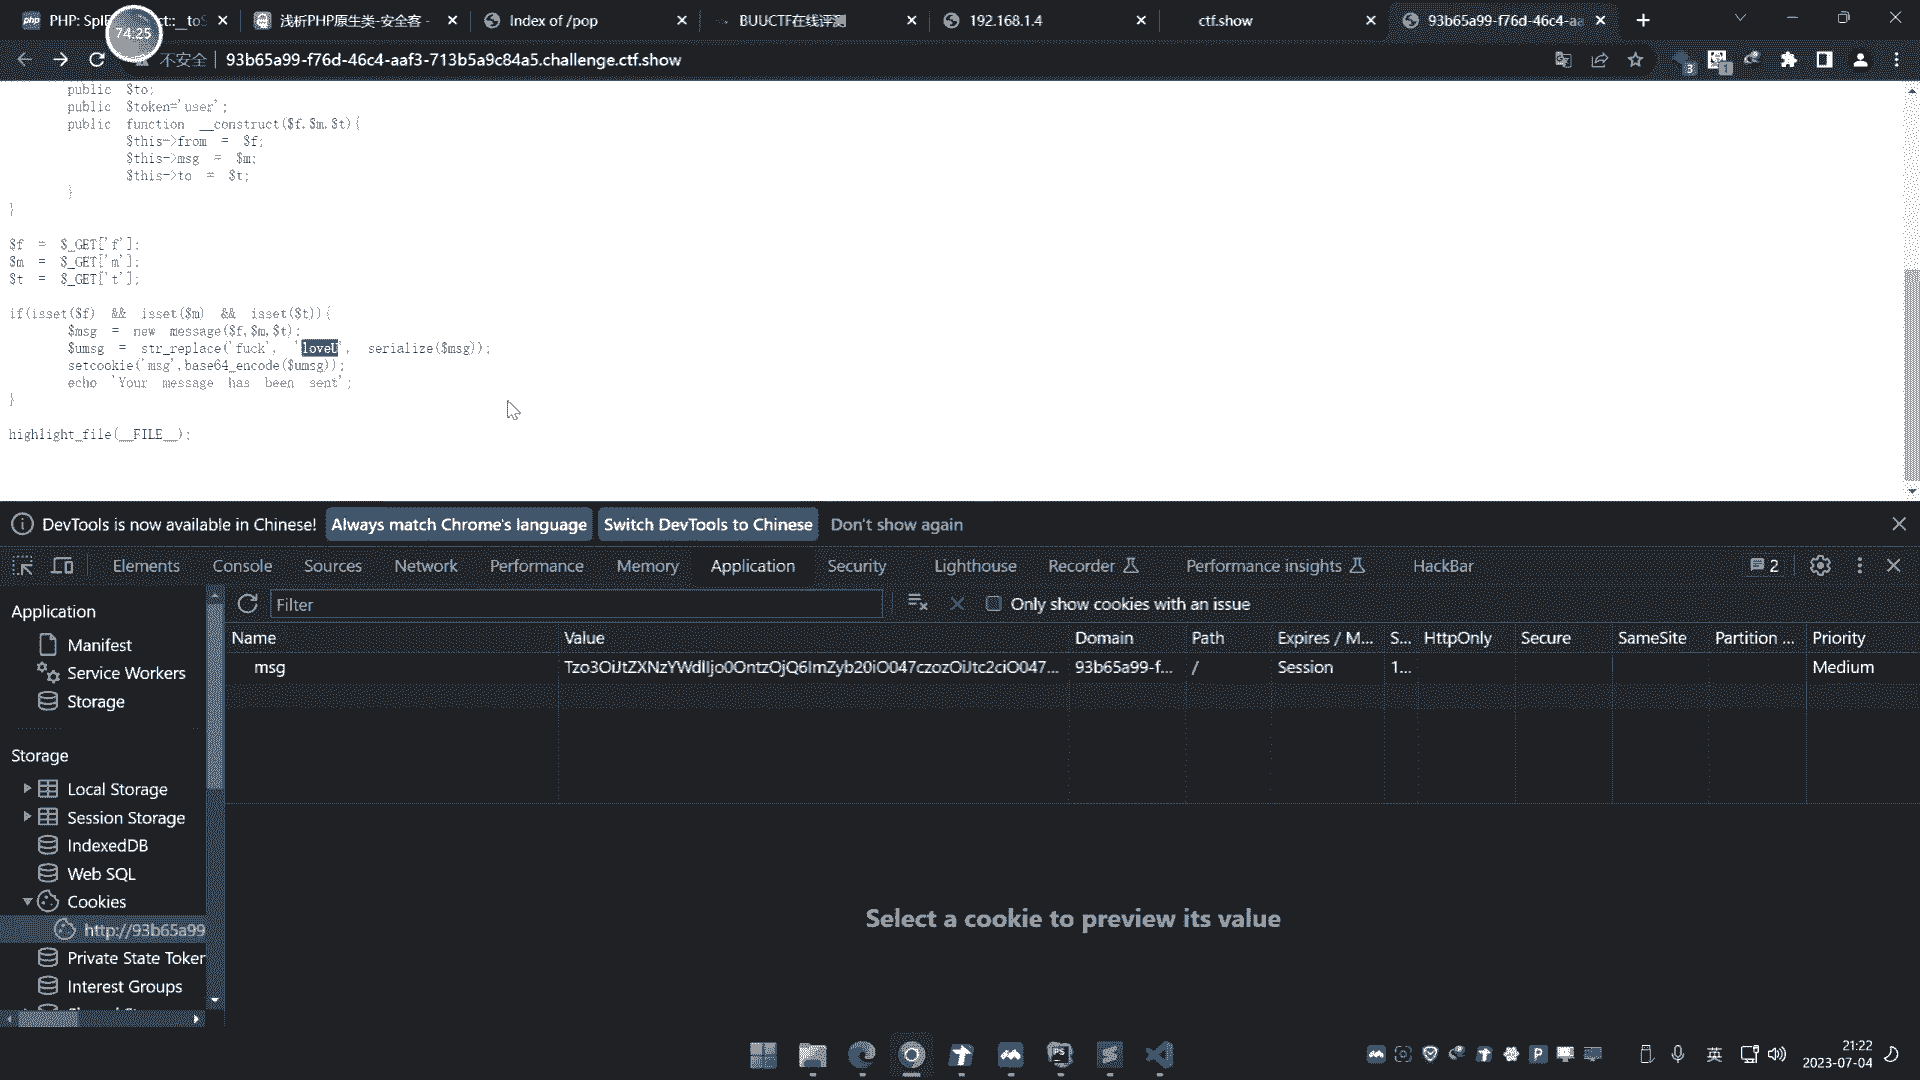 PHP: SplF
ct::__toS
浅析PHP原生类-安全客 -
Index of /pop
BUUCTF在线评测
192.168.1.4
ctf.show
93b65a99-f76d-46c4-aa
74:25
不安全
93b65a99-f76d-46c4-aaf3-713b5a9c84a5.challenge.ctf.show
3
1
public $to;
public $token='user';
public function __construct($f,$m,$t){
$this->from = $f;
$this->msg = $m;
$this->to = $t;
}
}
$f = $_GET['f'];
$m = $_GET['m'];
$t = $_GET['t'];
if(isset($f) && isset($m) && isset($t)){
$msg = new message($f,$m,$t);
$umsg = str_replace('fuck', 'loveU', serialize($msg));
setcookie('msg',base64_encode($umsg));
echo 'Your message has been sent';
}
highlight_file(__FILE__);
DevTools is now available in Chinese!
Always match Chrome's language
Switch DevTools to Chinese
Don't show again
Elements
Console
Sources
Network
Performance
Memory
Application
Security
Lighthouse
Recorder
Performance insights
HackBar
2
Application
Filter
Only show cookies with an issue
Manifest
Service Workers
Storage
Name
Value
Domain
Path
Expires / M...
S...
HttpOnly
Secure
SameSite
Partition ...
Priority
msg
Tzo3OiJtZXNzYWdlIjo0OntzOjQ6ImZyb20iO047czozOiJtc2ciO047...
93b65a99-f...
/
Session
1...
Medium
Storage
Local Storage
Session Storage
IndexedDB
Web SQL
Cookies
http://93b65a99
Private State Token
Interest Groups
Select a cookie to preview its value
英
21:22
2023-07-04